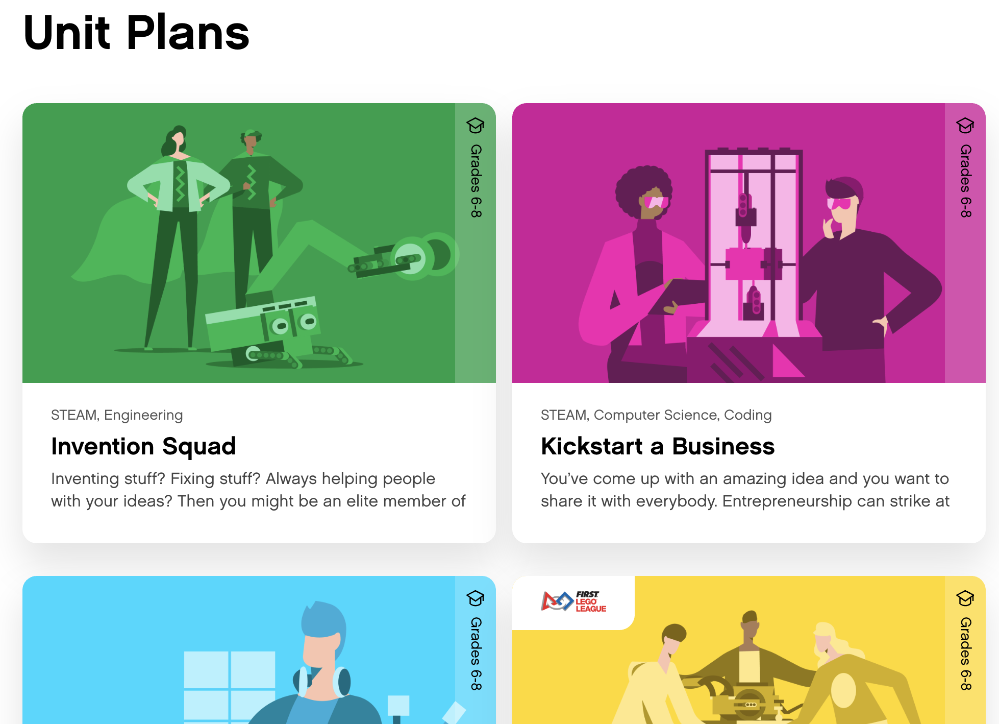 Unit Plans
Grades 6-8
STEAM, Engineering
Invention Squad
Inventing stuff? Fixing stuff? Always helping people
with your ideas? Then you might be an elite member of
Grades 6-8
STEAM, Computer Science, Coding
Kickstart a Business
You’ve come up with an amazing idea and you want to
share it with everybody. Entrepreneurship can strike at
Grades 6-8
FIRST
LEGO
LEAGUE
Grades 6-8